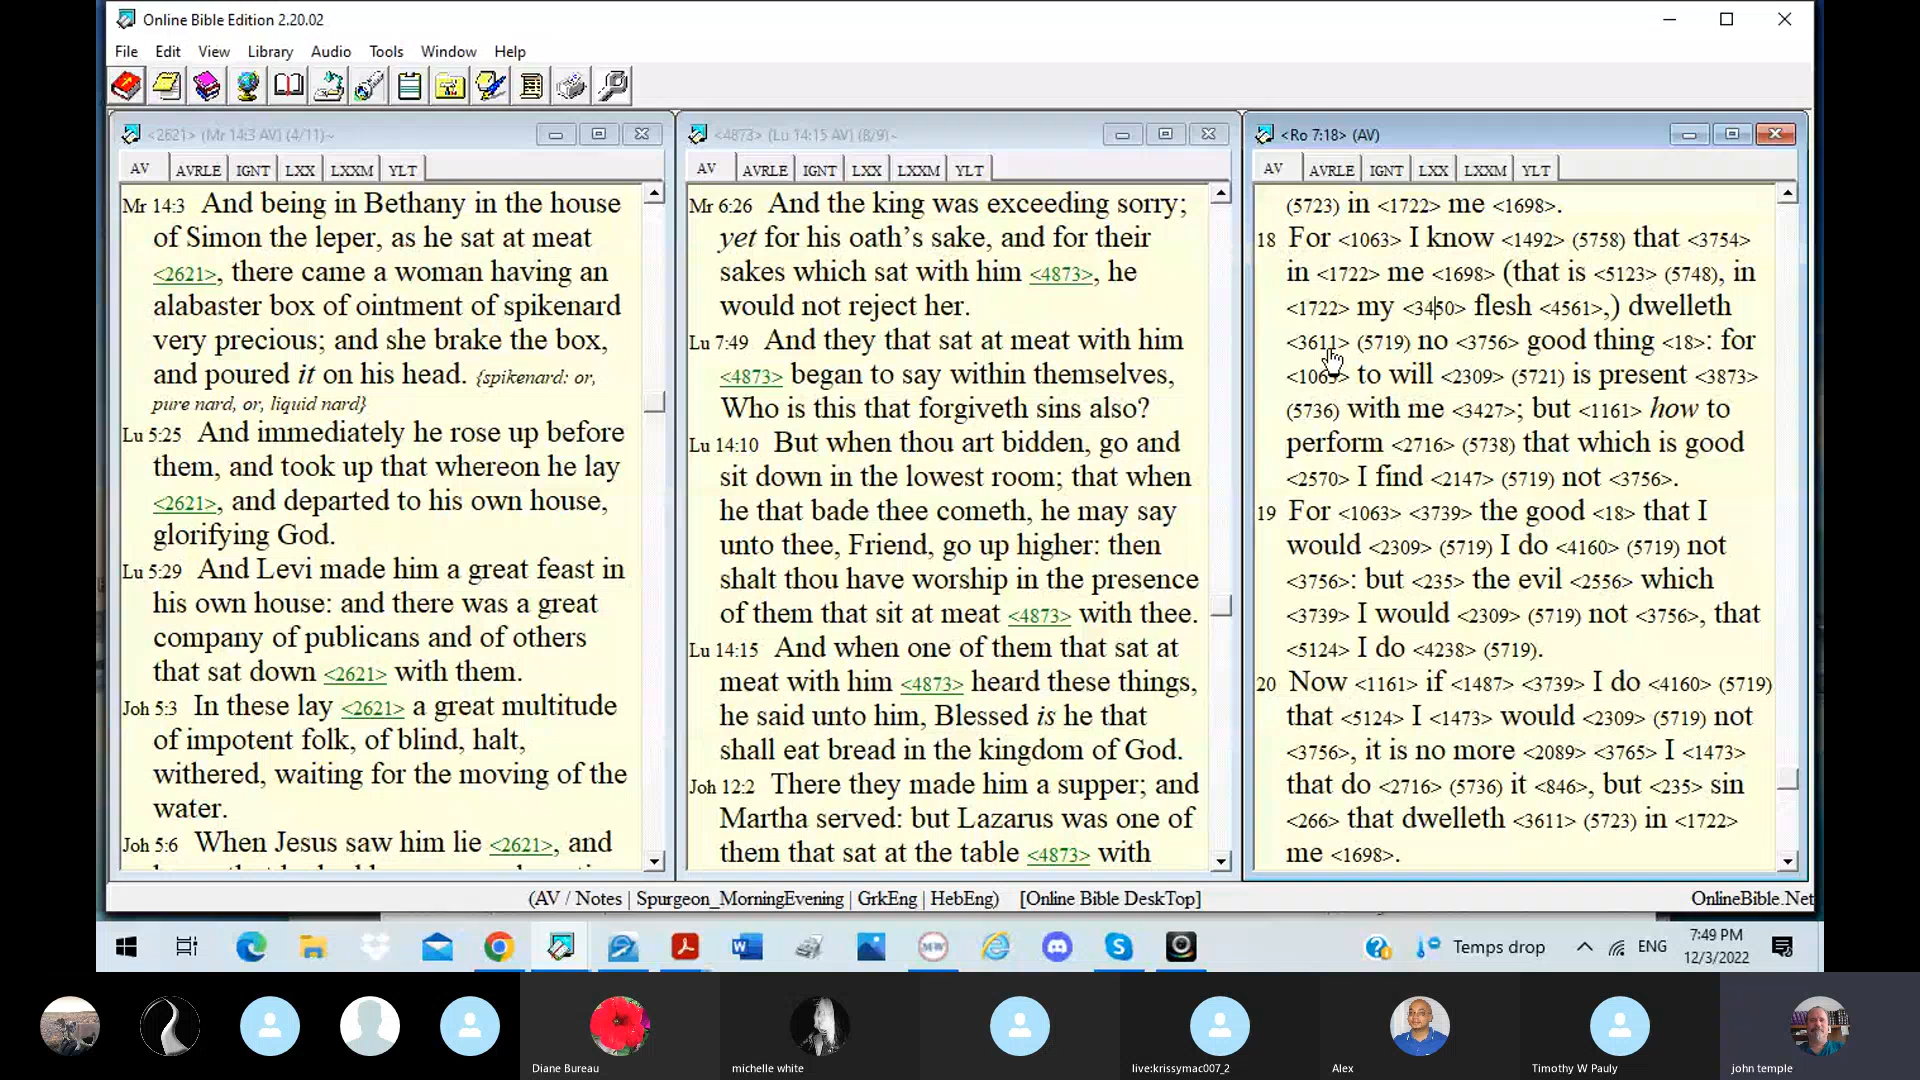 Online Bible Edition 2.20.02
File Edit View Library Audio Tools Window Help
<2621> (Mr 14:3 AV) (4/11)~
AV AVRLE IGNT LXX LXXM YLT
Mr 14:3 And being in Bethany in the house
of Simon the leper, as he sat at meat
<2621>, there came a woman having an
alabaster box of ointment of spikenard
very precious; and she brake the box,
and poured it on his head. {spikenard: or,
pure nard, or, liquid nard}
Lu 5:25 And immediately he rose up before
them, and took up that whereon he lay
<2621>, and departed to his own house,
glorifying God.
Lu 5:29 And Levi made him a great feast in
his own house: and there was a great
company of publicans and of others
that sat down <2621> with them.
Joh 5:3 In these lay <2621> a great multitude
of impotent folk, of blind, halt,
withered, waiting for the moving of the
water.
Joh 5:6 When Jesus saw him lie <2621>, and
<4873> (Lu 14:15 AV) (8/9)~
AV AVRLE IGNT LXX LXXM YLT
Mr 6:26 And the king was exceeding sorry;
yet for his oath's sake, and for their
sakes which sat with him <4873>, he
would not reject her.
Lu 7:49 And they that sat at meat with him
<4873> began to say within themselves,
Who is this that forgiveth sins also?
Lu 14:10 But when thou art bidden, go and
sit down in the lowest room; that when
he that bade thee cometh, he may say
unto thee, Friend, go up higher: then
shalt thou have worship in the presence
of them that sit at meat <4873> with thee.
Lu 14:15 And when one of them that sat at
meat with him <4873> heard these things,
he said unto him, Blessed is he that
shall eat bread in the kingdom of God.
Joh 12:2 There they made him a supper; and
Martha served: but Lazarus was one of
them that sat at the table <4873> with
<Ro 7:18> (AV)
AV AVRLE IGNT LXX LXXM YLT
(5723) in <1722> me <1698>.
18 For <1063> I know <1492> (5758) that <3754>
in <1722> me <1698> (that is <5123> (5748), in
<1722> my <3450> flesh <4561>,) dwelleth
<3611> (5719) no <3756> good thing <18>: for
<1063> to will <2309> (5721) is present <3873>
(5736) with me <3427>; but <1161> how to
perform <2716> (5738) that which is good
<2570> I find <2147> (5719) not <3756>.
19 For <1063> <3739> the good <18> that I
would <2309> (5719) I do <4160> (5719) not
<3756>: but <235> the evil <2556> which
<3739> I would <2309> (5719) not <3756>, that
<5124> I do <4238> (5719).
20 Now <1161> if <1487> <3739> I do <4160> (5719)
that <5124> I <1473> would <2309> (5719) not
<3756>, it is no more <2089> <3765> I <1473>
that do <2716> (5736) it <846>, but <235> sin
<266> that dwelleth <3611> (5723) in <1722>
me <1698>.
(AV / Notes | Spurgeon_MorningEvening | GrkEng | HebEng) [Online Bible DeskTop] OnlineBible.Net
Temps drop ENG 7:49 PM
12/3/2022
Diane Bureau michelle white live:krissymac007_2 Alex Timothy W Pauly john temple